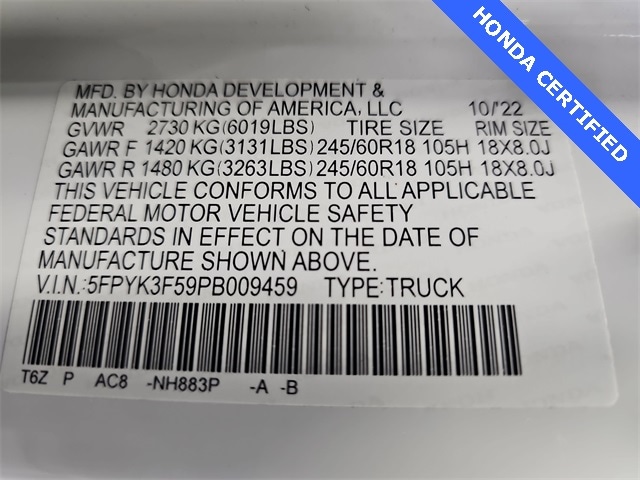 HONDA CERTIFIED
MFD. BY HONDA DEVELOPMENT &
MANUFACTURING OF AMERICA, LLC 10/'22
GVWR 2730 KG(6019LBS) TIRE SIZE RIM SIZE
GAWR F 1420 KG(3131LBS) 245/60R18 105H 18X8.0J
GAWR R 1480 KG(3263LBS) 245/60R18 105H 18X8.0J
THIS VEHICLE CONFORMS TO ALL APPLICABLE
FEDERAL MOTOR VEHICLE SAFETY
STANDARDS IN EFFECT ON THE DATE OF
MANUFACTURE SHOWN ABOVE.
V.I.N.:5FPYK3F59PB009459 TYPE:TRUCK
T6Z P AC8 -NH883P -A -B